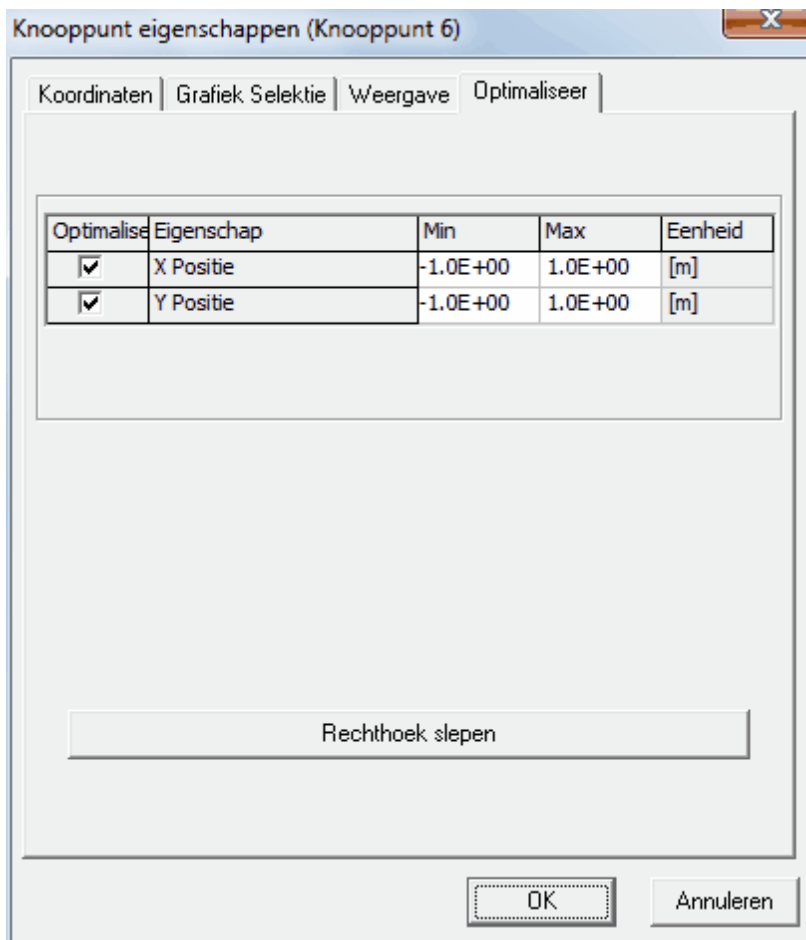 Knooppunt eigenschappen (Knooppunt 6)
Koordinaten Grafiek Selektie Weergave Optimaliseer
Optimalise Eigenschap Min Max Eenheid
X Positie -1.0E+00 1.0E+00 [m]
Y Positie -1.0E+00 1.0E+00 [m]
Rechthoek slepen
OK Annuleren